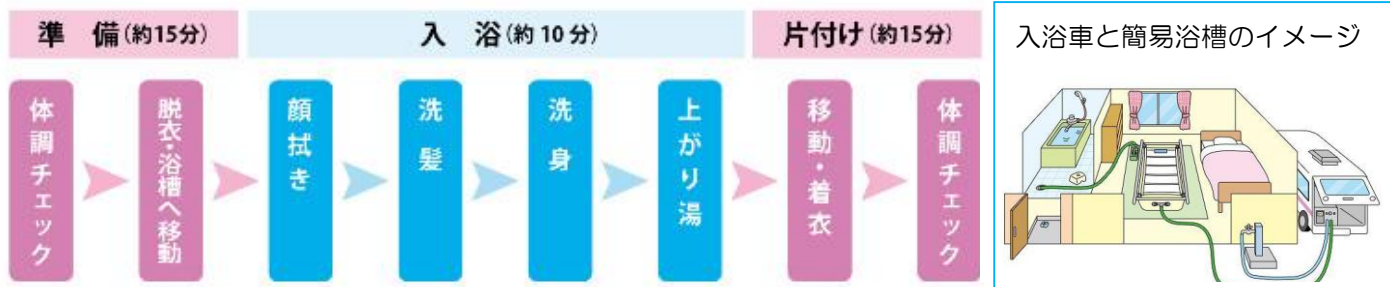 準 備(約15分)
入 浴(約10分)
片付け(約15分)
体調チェック
脱衣・浴槽へ移動
顔拭き
洗髪
洗身
上がり湯
移動・着衣
体調チェック
入浴車と簡易浴槽のイメージ